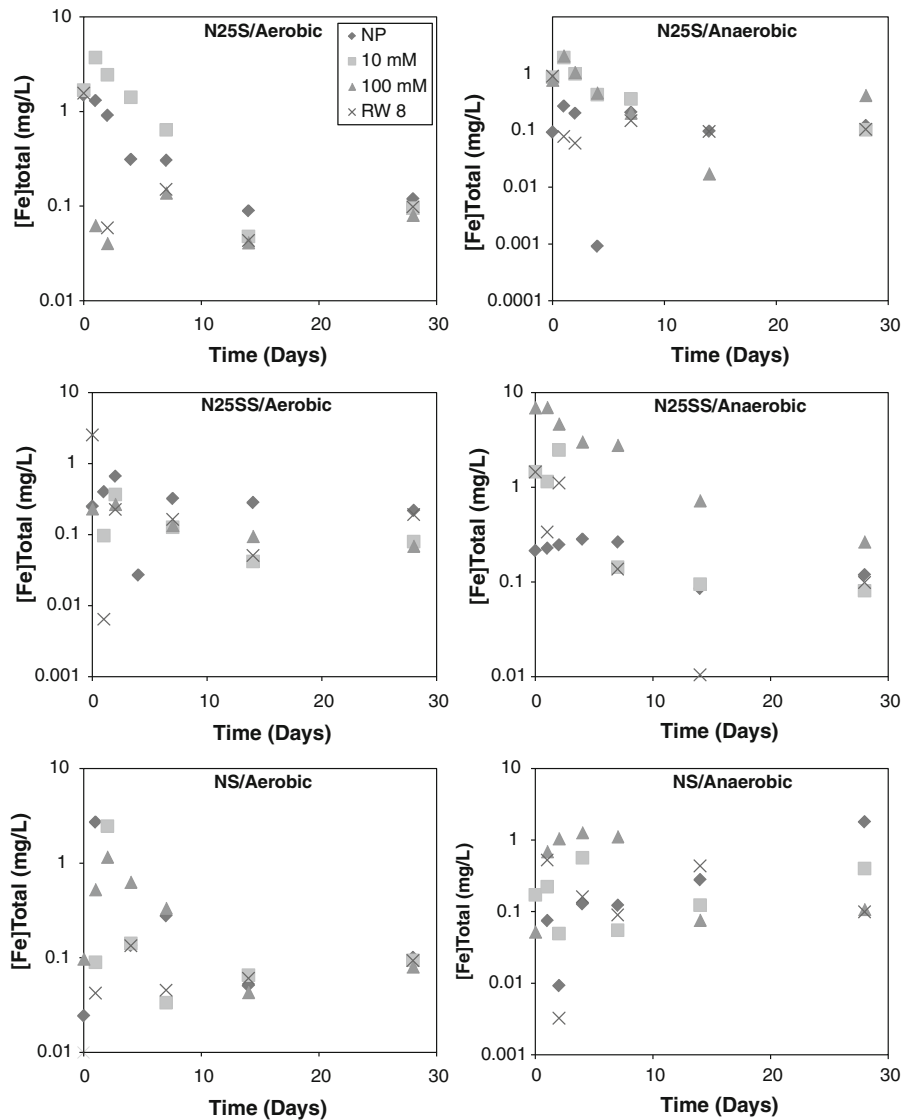 N25S/Aerobic
NP
10 mM
100 mM
RW 8
[Fe]total (mg/L)
10
1
0.1
0.01
0 10 20 30
Time (Days)
N25S/Anaerobic
[Fe]Total (mg/L)
1
0.1
0.01
0.001
0.0001
0 10 20 30
Time (Days)
N25SS/Aerobic
[Fe]Total (mg/L)
10
1
0.1
0.01
0.001
0 10 20 30
Time (Days)
N25SS/Anaerobic
[Fe]Total (mg/L)
10
1
0.1
0.01
0 10 20 30
Time (Days)
NS/Aerobic
[Fe]Total (mg/L)
10
1
0.1
0.01
0 10 20 30
Time (Days)
NS/Anaerobic
[Fe]Total (mg/L)
10
1
0.1
0.01
0.001
0 10 20 30
Time (Days)